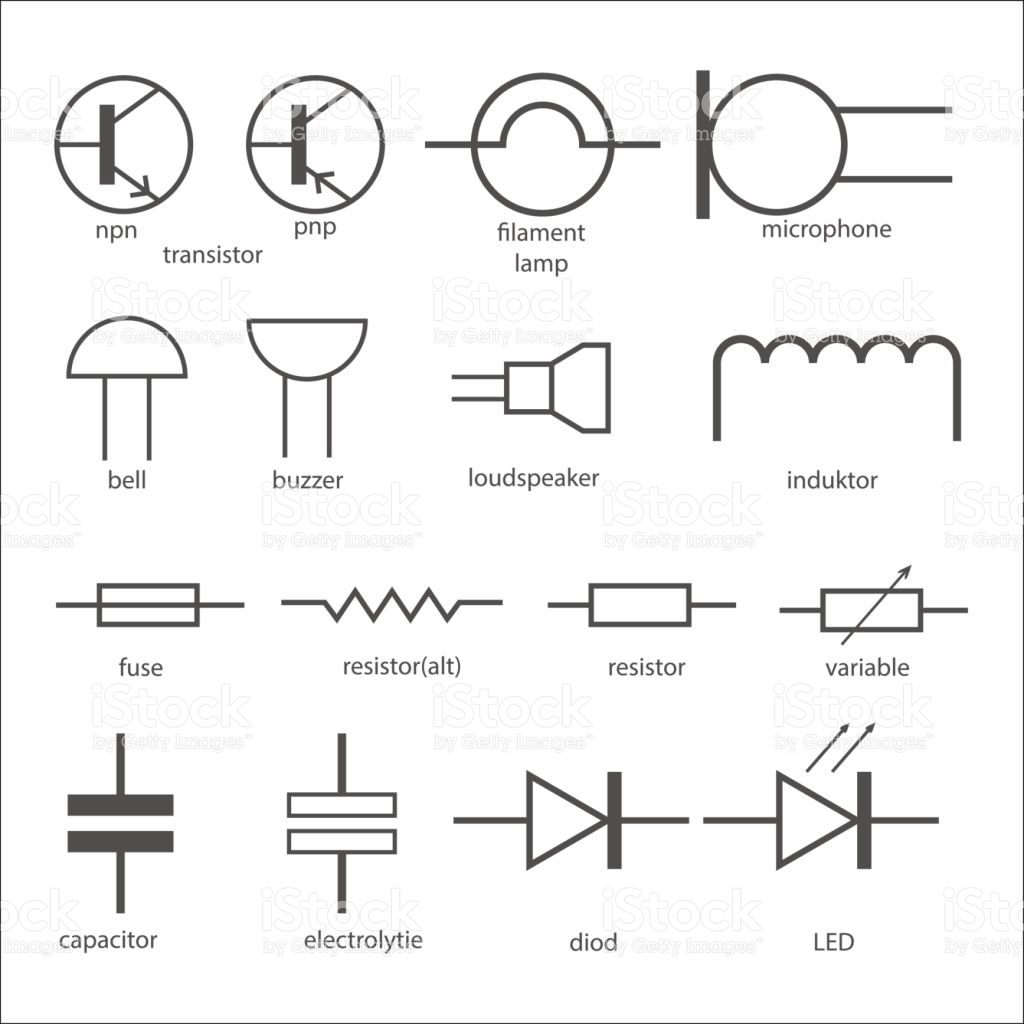 npn
pnp
transistor
filament
lamp
microphone
bell
buzzer
loudspeaker
induktor
fuse
resistor(alt)
resistor
variable
capacitor
electrolytie
diod
LED
iStock
by Getty Images™